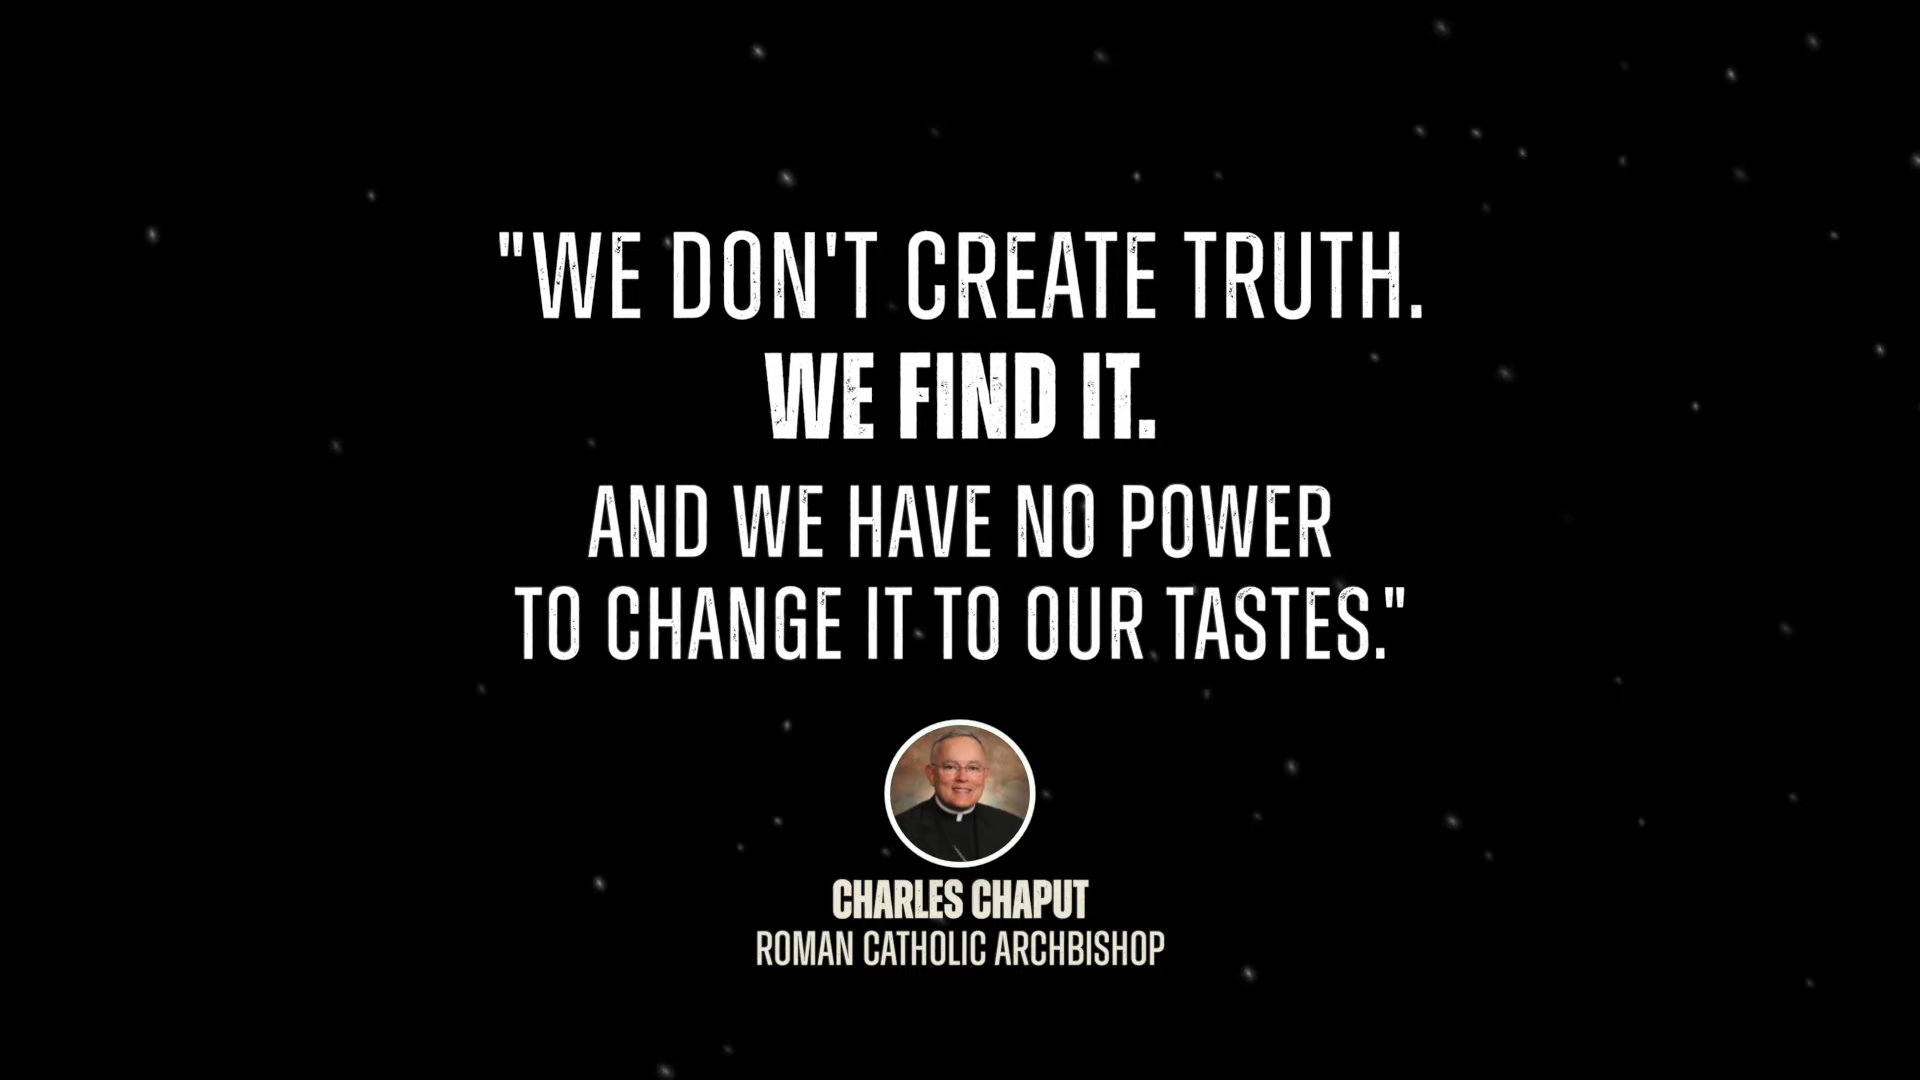 "WE DON'T CREATE TRUTH.
WE FIND IT.
AND WE HAVE NO POWER
TO CHANGE IT TO OUR TASTES."
CHARLES CHAPUT
ROMAN CATHOLIC ARCHBISHOP